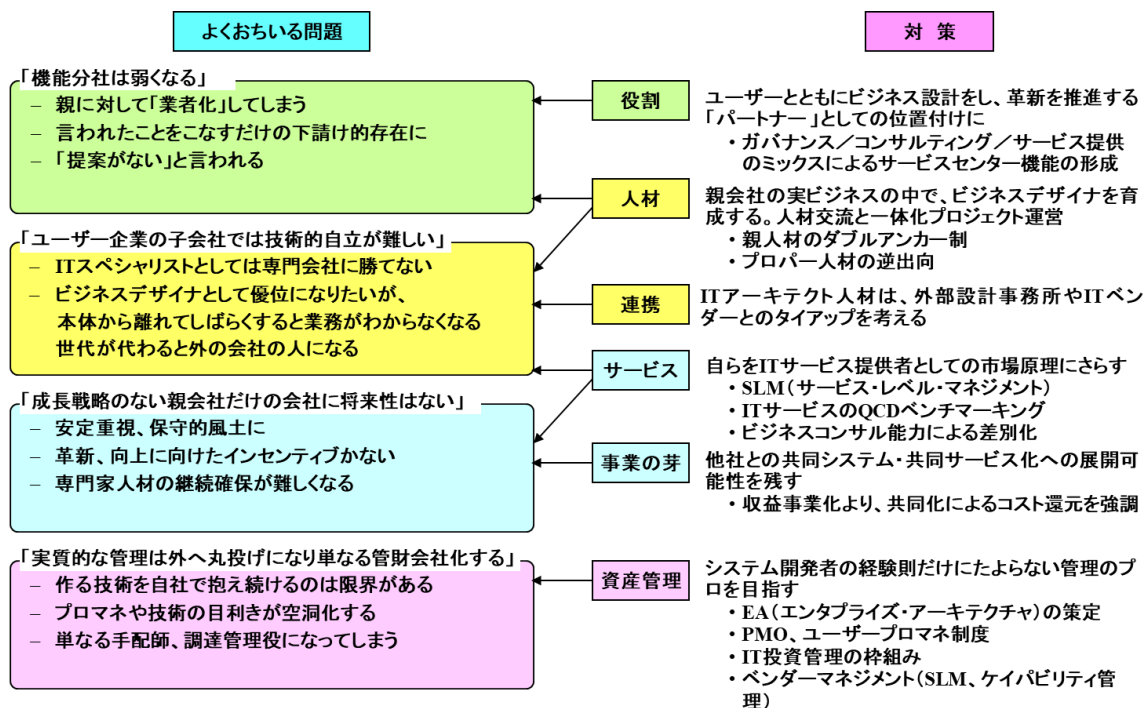 よくおちいる問題
対 策
「機能分社は弱くなる」
– 親に対して「業者化」してしまう
– 言われたことをこなすだけの下請け的存在に
– 「提案がない」と言われる
役割
ユーザーとともにビジネス設計をし、革新を推進する
「パートナー」としての位置付けに
・ガバナンス／コンサルティング／サービス提供
のミックスによるサービスセンター機能の形成
人材
親会社の実ビジネスの中で、ビジネスデザイナを育
成する。人材交流と一体化プロジェクト運営
・親人材のダブルアンカー制
・プロパー人材の逆出向
「ユーザー企業の子会社では技術的自立が難しい」
– ITスペシャリストとしては専門会社に勝てない
– ビジネスデザイナとして優位になりたいが、
本体から離れてしばらくすると業務がわからなくなる
世代が代わると外の会社の人になる
連携
ITアーキテクト人材は、外部設計事務所やITベン
ダーとのタイアップを考える
サービス
自らをITサービス提供者としての市場原理にさらす
・SLM（サービス・レベル・マネジメント）
・ITサービスのQCDベンチマーキング
・ビジネスコンサル能力による差別化
「成長戦略のない親会社だけの会社に将来性はない」
– 安定重視、保守的風土に
– 革新、向上に向けたインセンティブかない
– 専門家人材の継続確保が難しくなる
事業の芽
他社との共同システム・共同サービス化への展開可
能性を残す
・収益事業化より、共同化によるコスト還元を強調
「実質的な管理は外へ丸投げになり単なる管財会社化する」
– 作る技術を自社で抱え続けるのは限界がある
– プロマネや技術の目利きが空洞化する
– 単なる手配師、調達管理役になってしまう
資産管理
システム開発者の経験則だけにたよらない管理のプ
ロを目指す
・EA（エンタプライズ・アーキテクチャ）の策定
・PMO、ユーザープロマネ制度
・IT投資管理の枠組み
・ベンダーマネジメント（SLM、ケイパビリティ管
理）